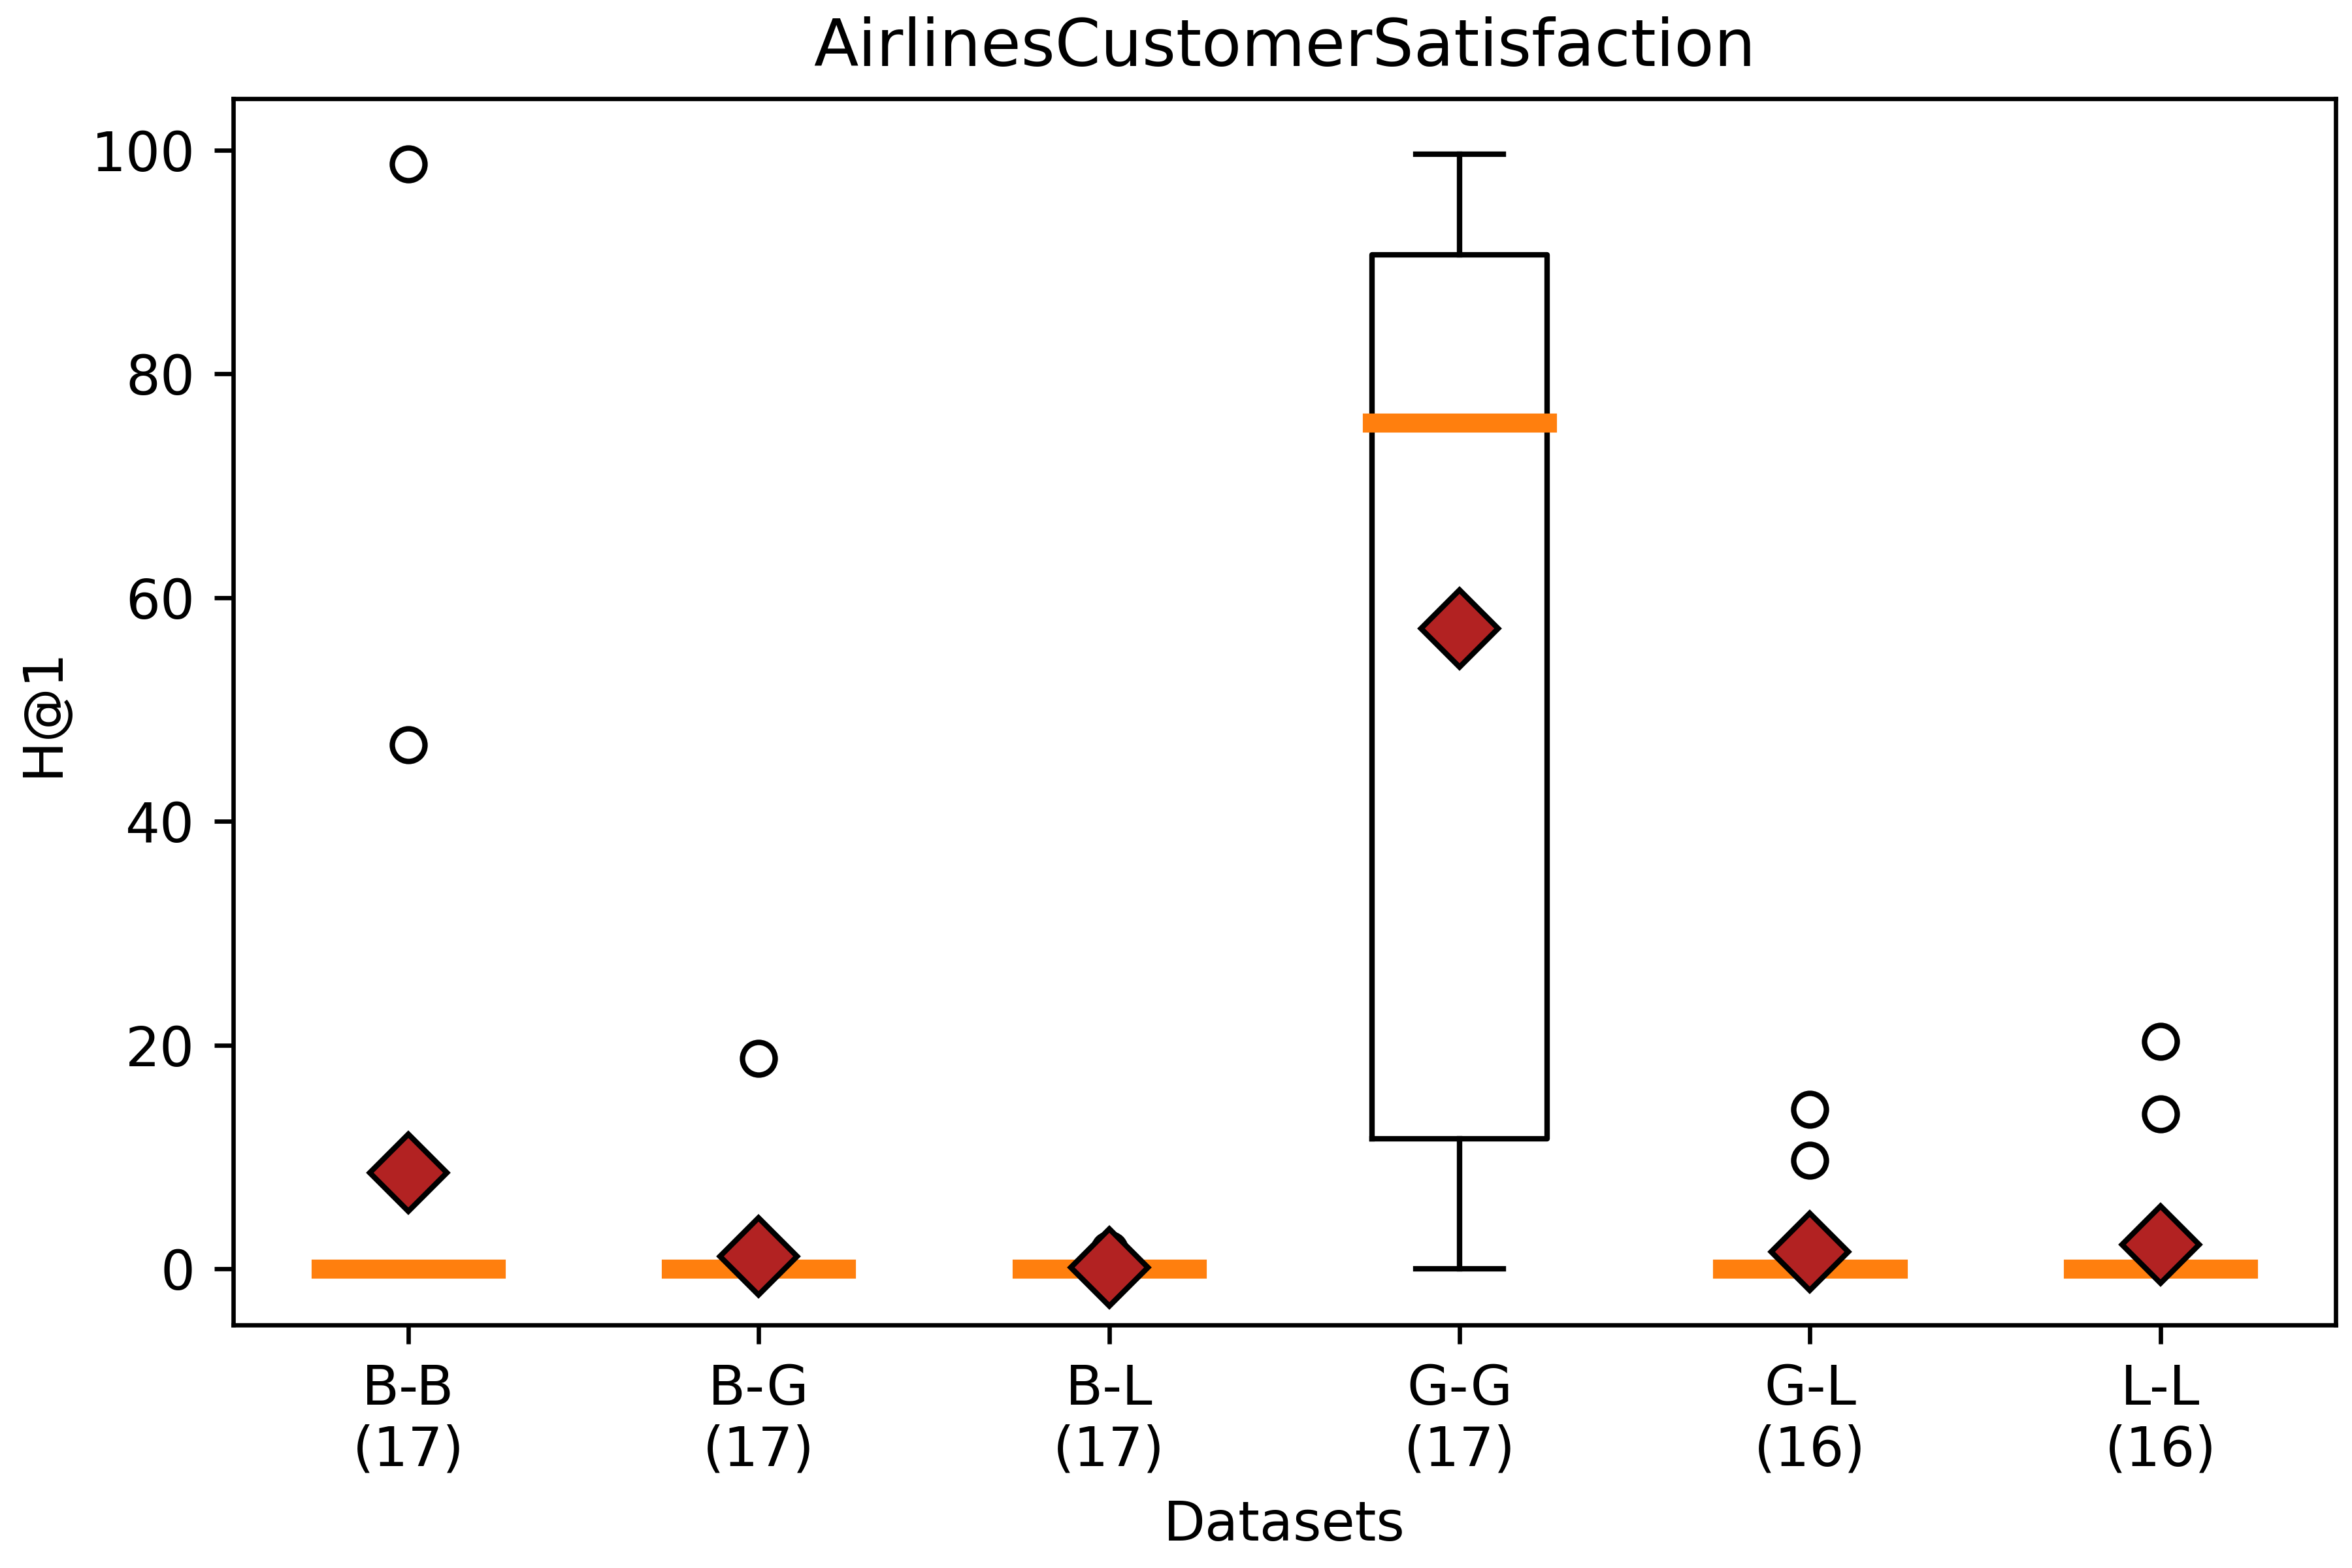 AirlinesCustomerSatisfaction
100
80
60
40
20
0
H@1
B-B B-G B-L G-G G-L L-L
(17) (17) (17) (17) (16) (16)
Datasets